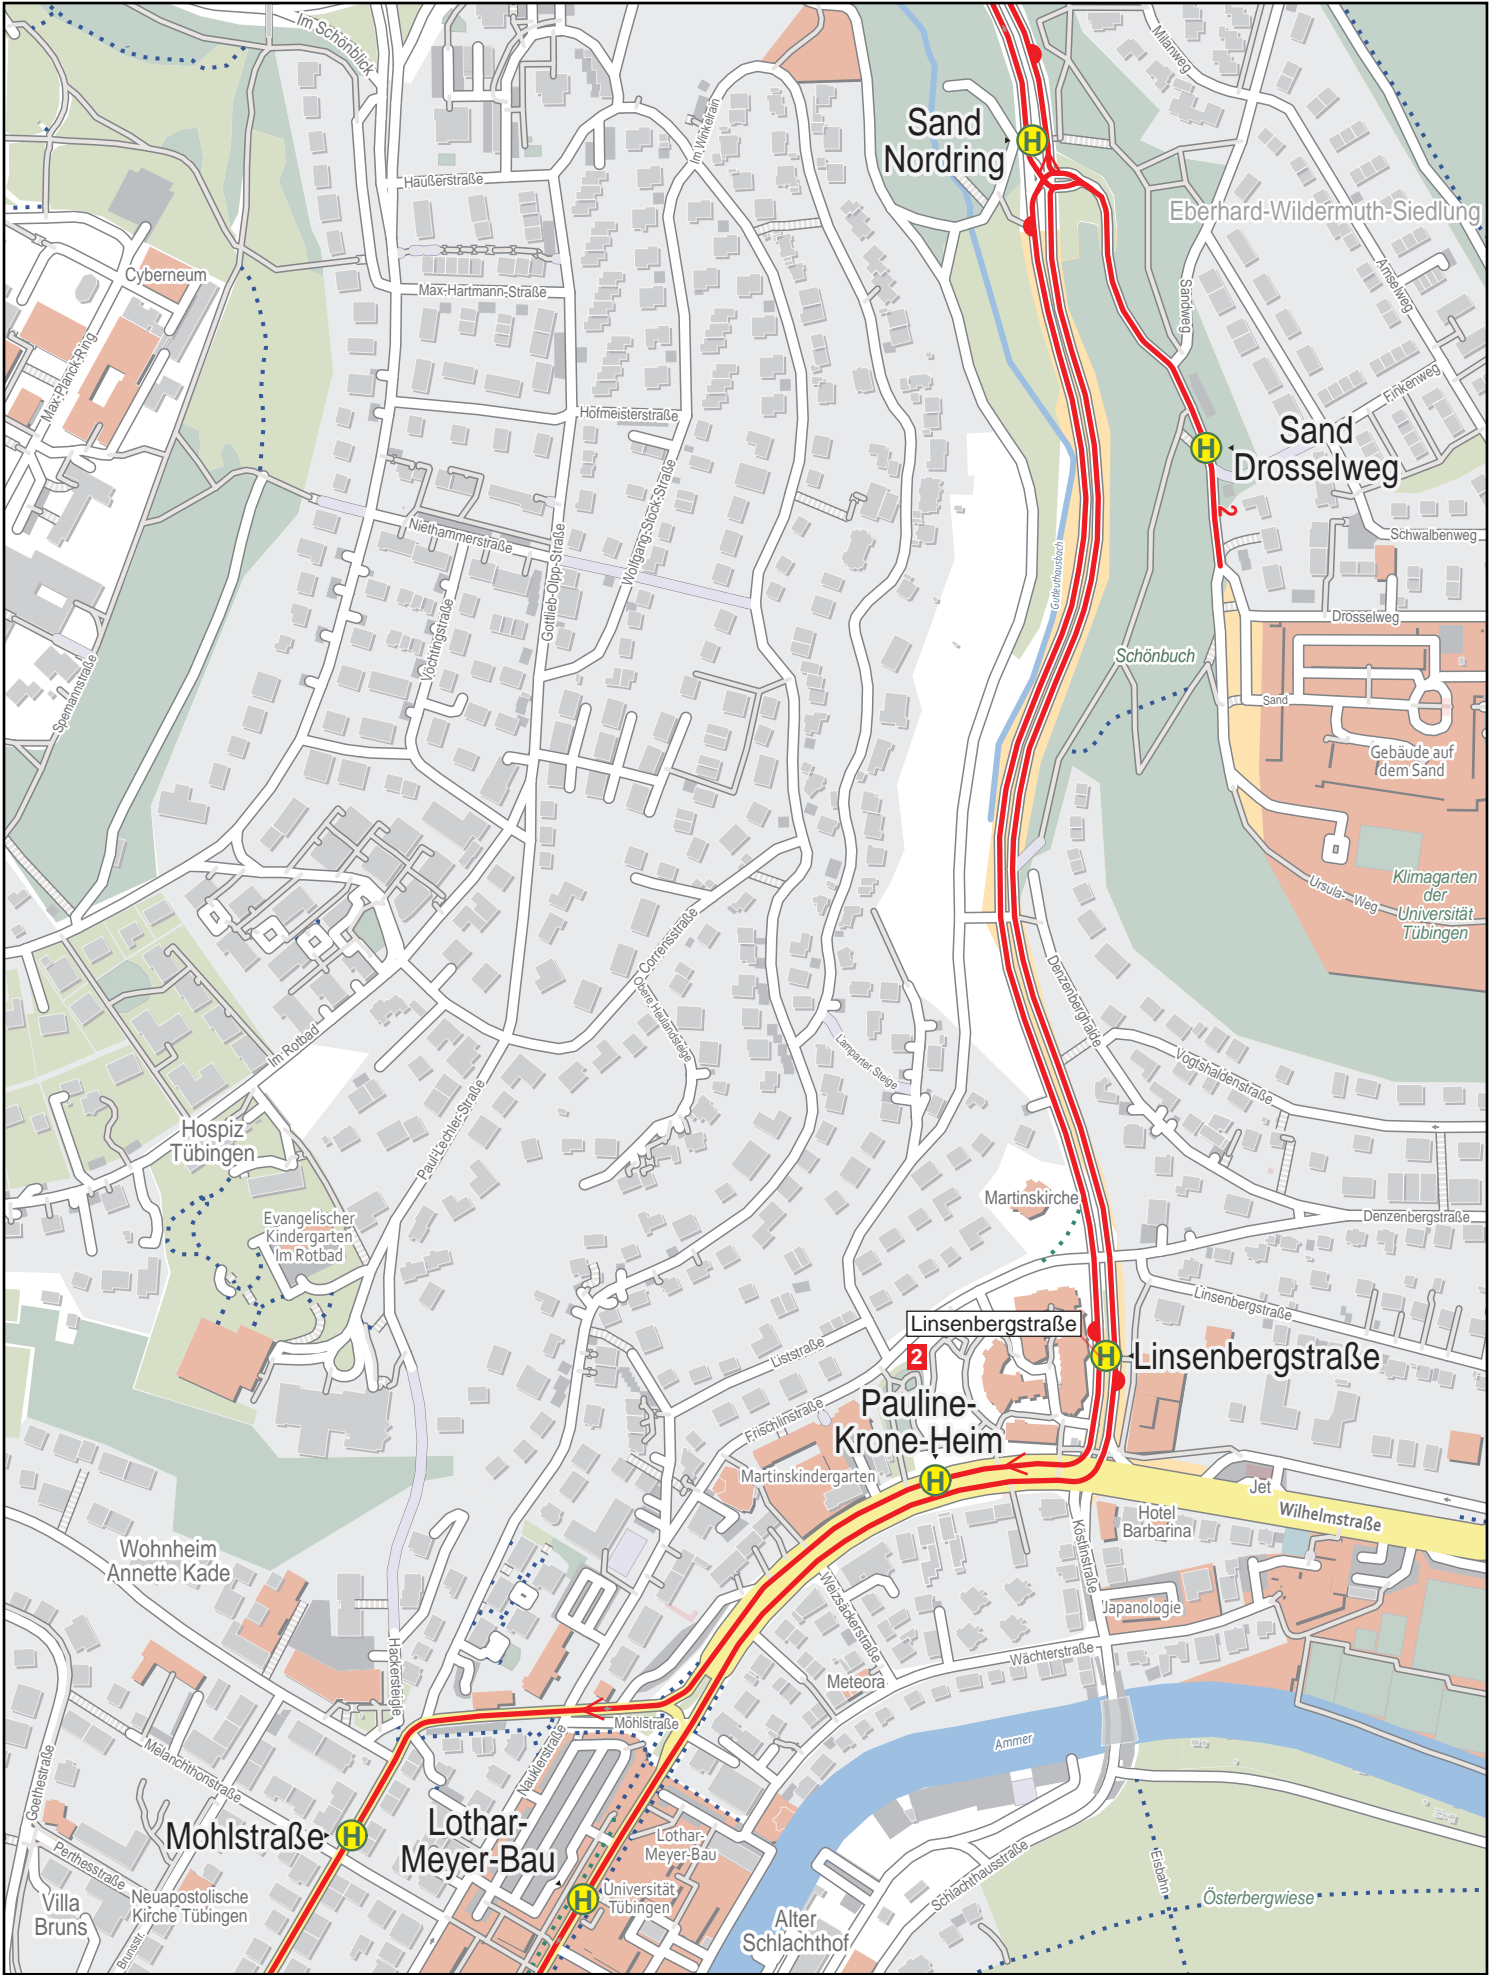 Im Schönblick
Milanweg
Sand
Nordring
H
Im Winkelrain
Haußerstraße
Eberhard-Wildermuth-Siedlung
Cyberneum
Max-Hartmann-Straße
Sandweg
Amselweg
Max-Planck-Ring
Finkenweg
Hofmeisterstraße
Sand
Drosselweg
H
2
Wolfgang-Stock-Straße
Niethammerstraße
Gottlieb-Olpp-Straße
Schwalbenweg
Gutleuthausbach
Vöchtingstraße
Drosselweg
Schönbuch
Spemannstraße
Sand
Gebäude auf
dem Sand
Klimagarten
der
Universität
Tübingen
Ursula- Weg
Corrensstraße
Obere Heulandsteige
Denzenberghalde
Im Rotbad
Lamparter Steige
Vogtshaldenstraße
Paul-Lechler-Straße
Hospiz
Tübingen
Martinskirche
Evangelischer
Kindergarten
Im Rotbad
Denzenbergstraße
Linsenbergstraße
Linsenbergstraße
2
H
Linsenbergstraße
Liststraße
Pauline-
Krone-Heim
H
Frischlinstraße
Martinskindergarten
Jet
Wilhelmstraße
Hotel
Barbarina
Köstlinstraße
Wohnheim
Annette Kade
Weizsäckerstraße
Japanologie
Hackersteigle
Wächterstraße
Meteora
Mohlstraße
Ammer
Melanchthonstraße
Nauklerstraße
Goethestraße
Mohlstraße
H
Lothar-
Meyer-Bau
H
Lothar-
Meyer-Bau
Perthesstraße
Universität
Tübingen
Schlachthausstraße
Eisbahn
Österbergwiese
Villa
Bruns
Neuapostolische
Kirche Tübingen
Brunsstr.
Alter
Schlachthof